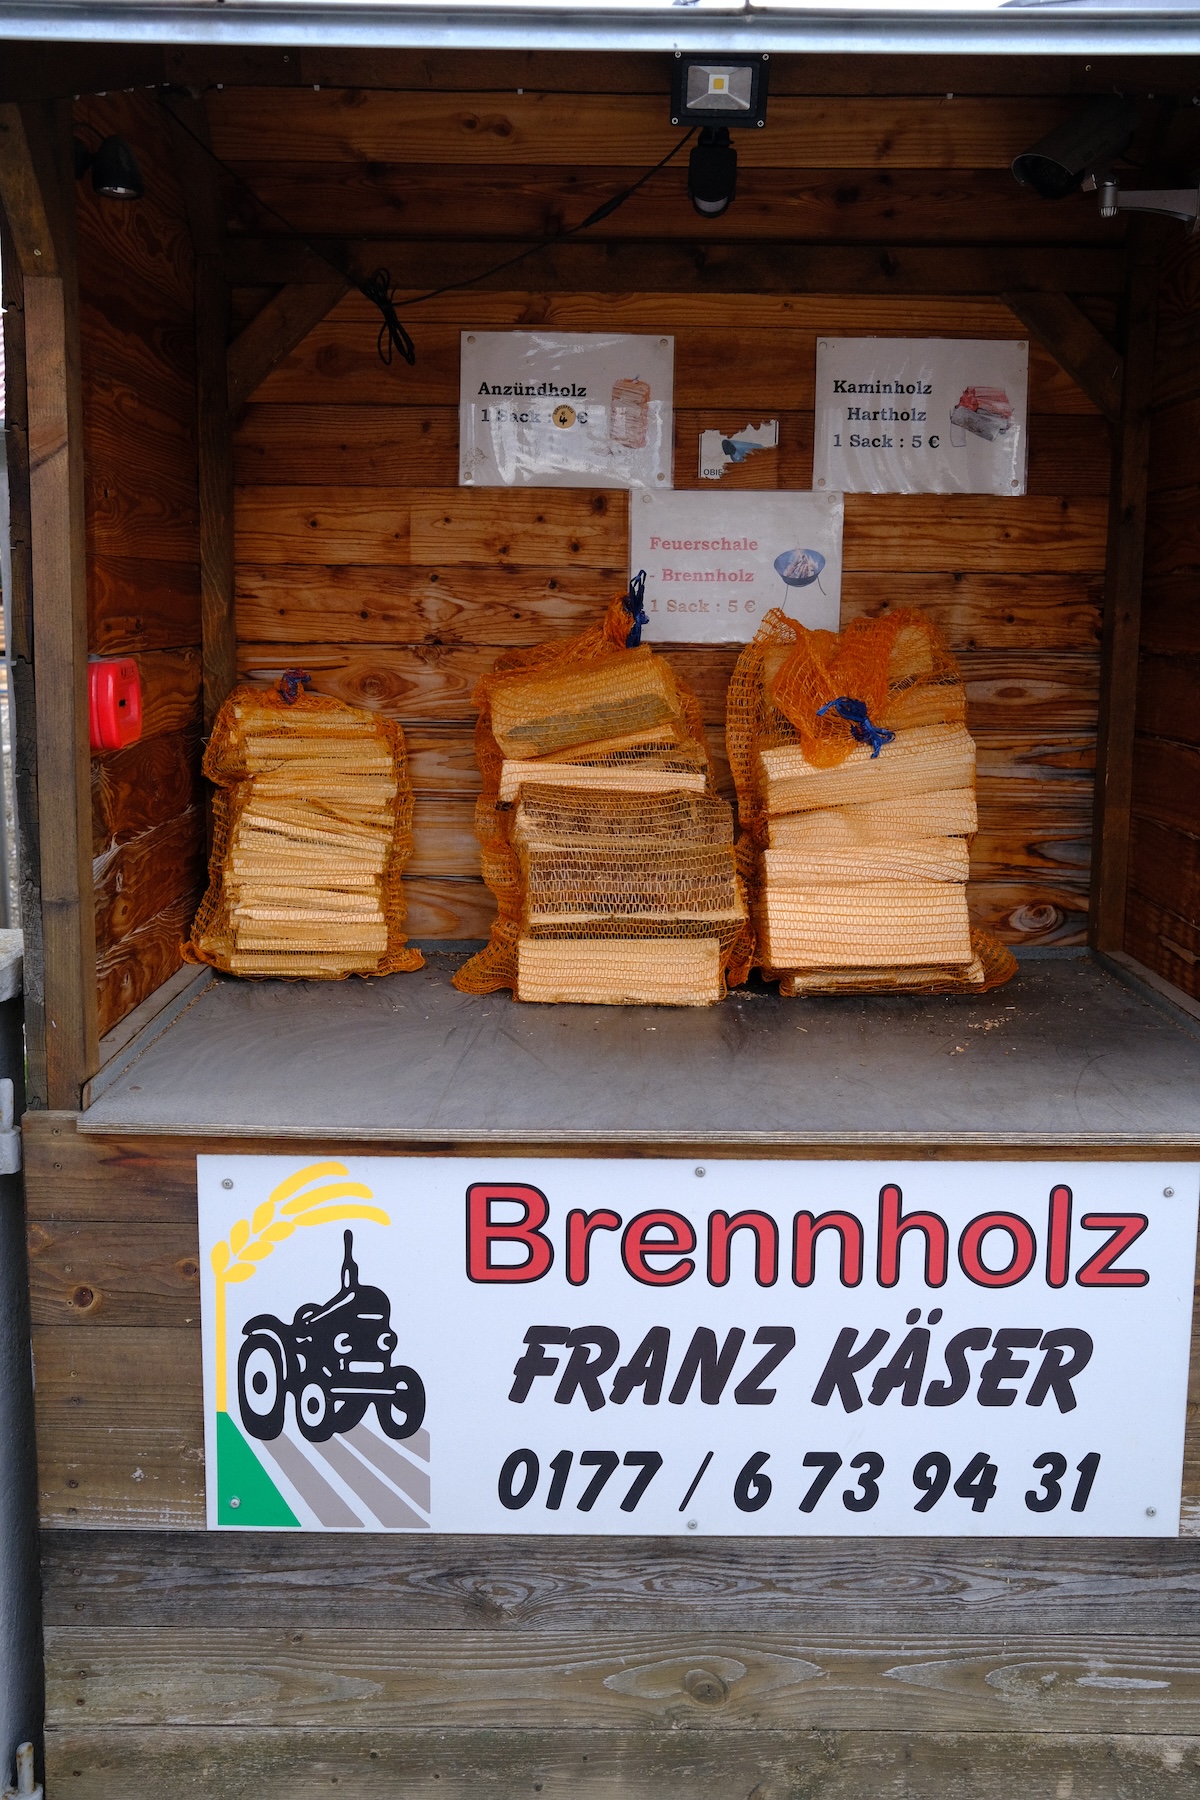 Anzündholz
1 Sack : 4 €
Kaminholz
Hartholz
1 Sack : 5 €
Feuerschale
- Brennholz
1 Sack : 5 €
Brennholz
FRANZ KÄSER
0177 / 6 73 94 31